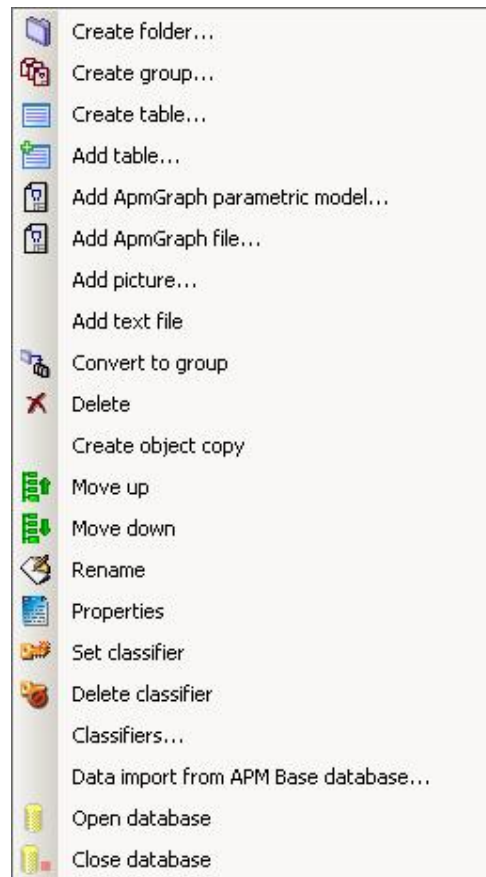 Create folder...
Create group...
Create table...
Add table...
Add ApmGraph parametric model...
Add ApmGraph file...
Add picture...
Add text file
Convert to group
Delete
Create object copy
Move up
Move down
Rename
Properties
Set classifier
Delete classifier
Classifiers...
Data import from APM Base database...
Open database
Close database